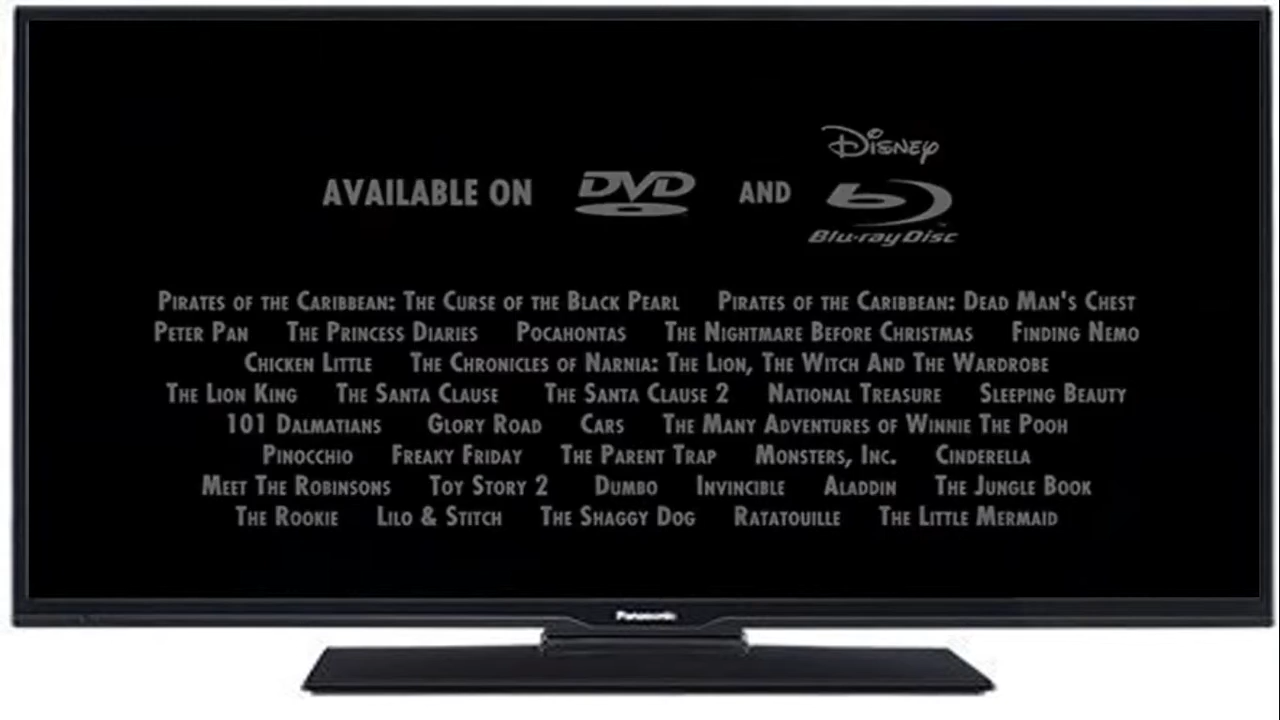 Disney
AVAILABLE ON DVD AND Blu-ray Disc
PIRATES OF THE CARIBBEAN: THE CURSE OF THE BLACK PEARL PIRATES OF THE CARIBBEAN: DEAD MAN'S CHEST
PETER PAN THE PRINCESS DIARIES POCAHONTAS THE NIGHTMARE BEFORE CHRISTMAS FINDING NEMO
CHICKEN LITTLE THE CHRONICLES OF NARNIA: THE LION, THE WITCH AND THE WARDROBE
THE LION KING THE SANTA CLAUSE THE SANTA CLAUSE 2 NATIONAL TREASURE SLEEPING BEAUTY
101 DALMATIANS GLORY ROAD CARS THE MANY ADVENTURES OF WINNIE THE POOH
PINOCCHIO FREAKY FRIDAY THE PARENT TRAP MONSTERS, INC. CINDERELLA
MEET THE ROBINSONS TOY STORY 2 DUMBO INVINCIBLE ALADDIN THE JUNGLE BOOK
THE ROOKIE LILO & STITCH THE SHAGGY DOG RATATOUILLE THE LITTLE MERMAID
Panasonic